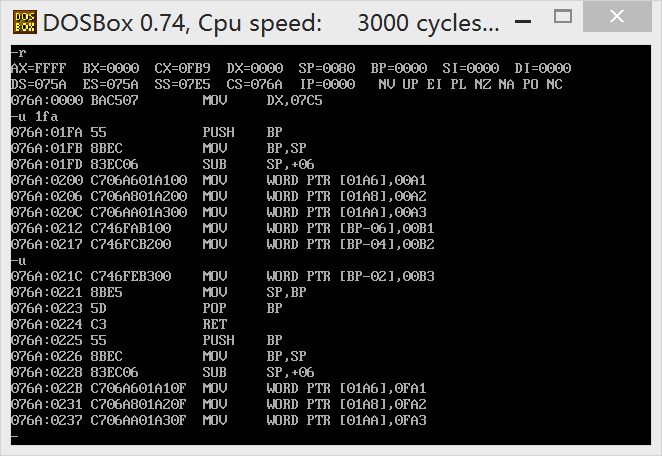 DOS BOX DOSBox 0.74, Cpu speed: 3000 cycles...
-r
AX=FFFF BX=0000 CX=0FB9 DX=0000 SP=0080 BP=0000 SI=0000 DI=0000
DS=075A ES=075A SS=07E5 CS=076A IP=0000 NV UP EI PL NZ NA PO NC
076A:0000 BAC507 MOV DX,07C5
-u 1fa
076A:01FA 55 PUSH BP
076A:01FB 8BEC MOV BP,SP
076A:01FD 83EC06 SUB SP,+06
076A:0200 C706A601A100 MOV WORD PTR [01A6],00A1
076A:0206 C706A801A200 MOV WORD PTR [01A8],00A2
076A:020C C706AA01A300 MOV WORD PTR [01AA],00A3
076A:0212 C746FAB100 MOV WORD PTR [BP-06],00B1
076A:0217 C746FCB200 MOV WORD PTR [BP-04],00B2
-u
076A:021C C746FEB300 MOV WORD PTR [BP-02],00B3
076A:0221 8BE5 MOV SP,BP
076A:0223 5D POP BP
076A:0224 C3 RET
076A:0225 55 PUSH BP
076A:0226 8BEC MOV BP,SP
076A:0228 83EC06 SUB SP,+06
076A:022B C706A601A10F MOV WORD PTR [01A6],0FA1
076A:0231 C706A801A20F MOV WORD PTR [01A8],0FA2
076A:0237 C706AA01A30F MOV WORD PTR [01AA],0FA3
-